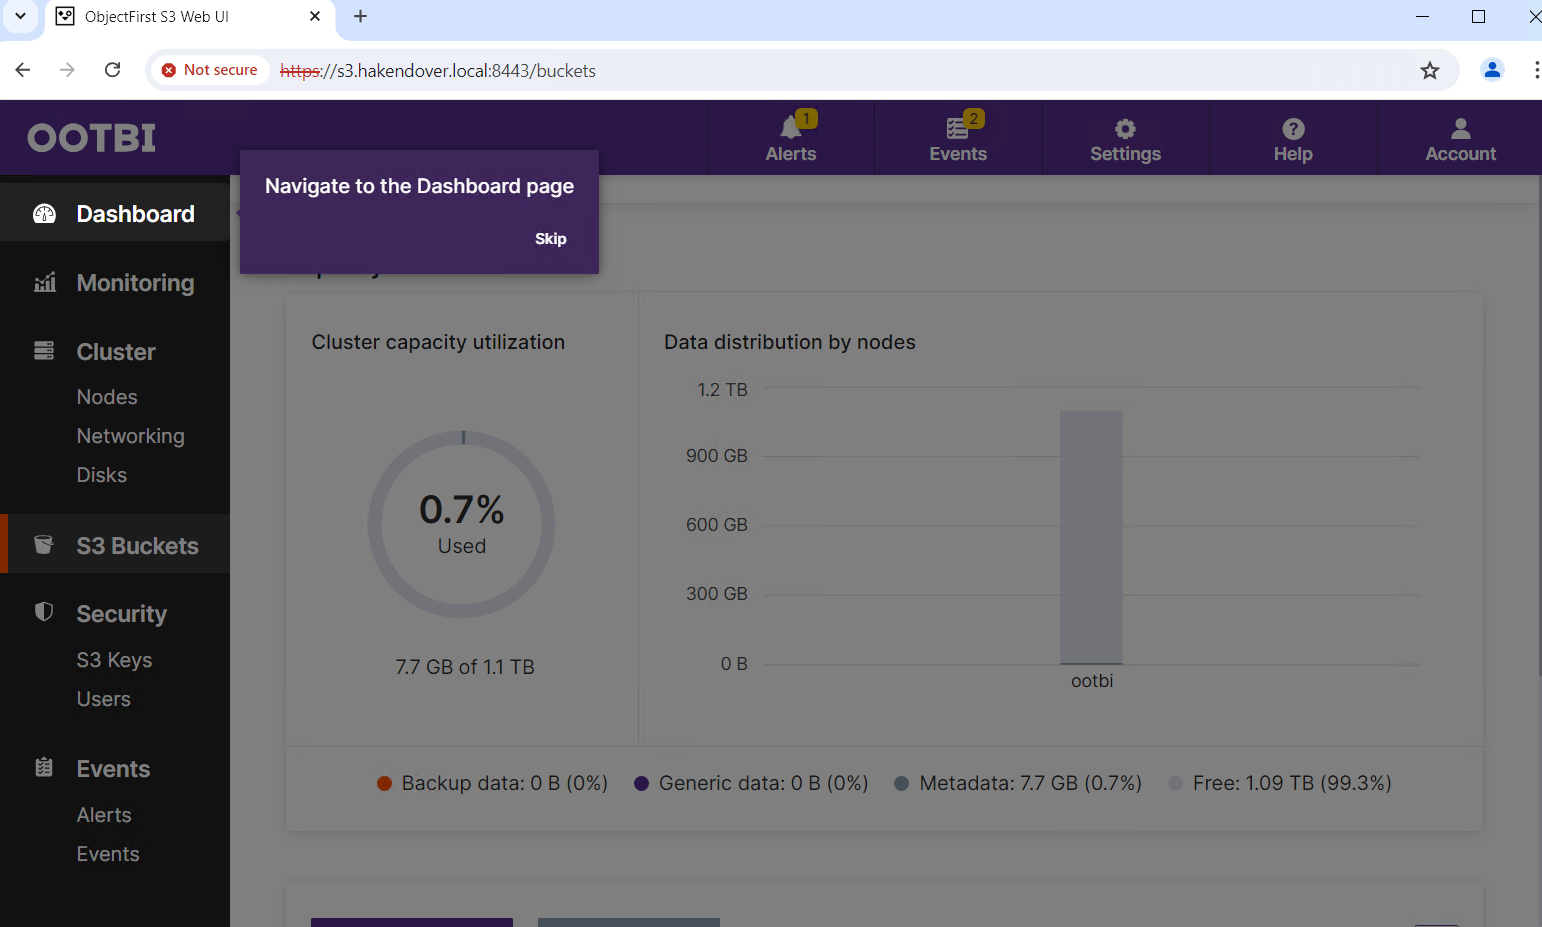 ObjectFirst S3 Web UI
Not secure
https://s3.hakendover.local:8443/buckets
OOTBI
1
Alerts
2
Events
Settings
Help
Account
Navigate to the Dashboard page
Skip
Dashboard
Monitoring
Cluster
Nodes
Networking
Disks
S3 Buckets
Security
S3 Keys
Users
Events
Alerts
Events
Cluster capacity utilization
0.7%
Used
7.7 GB of 1.1 TB
Data distribution by nodes
1.2 TB
900 GB
600 GB
300 GB
0 B
ootbi
Backup data: 0 B (0%)
Generic data: 0 B (0%)
Metadata: 7.7 GB (0.7%)
Free: 1.09 TB (99.3%)